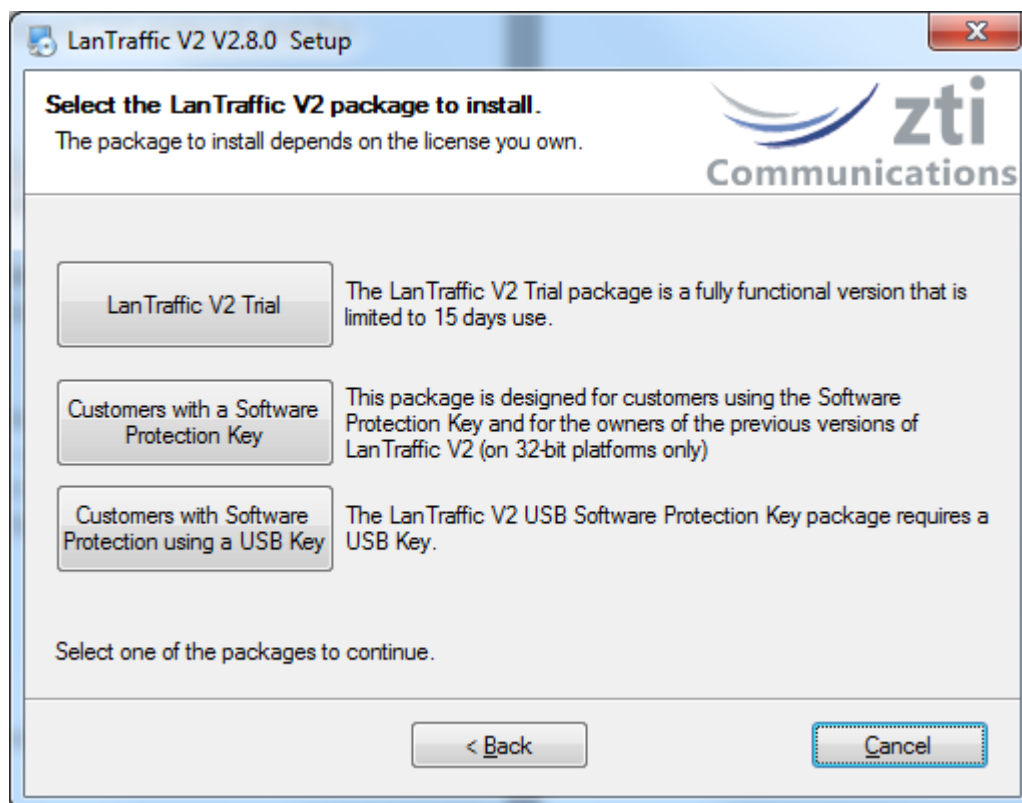 LanTraffic V2 V2.8.0 Setup
x
Select the LanTraffic V2 package to install.
The package to install depends on the license you own.
zti
Communications
LanTraffic V2 Trial
The LanTraffic V2 Trial package is a fully functional version that is
limited to 15 days use.
Customers with a Software
Protection Key
This package is designed for customers using the Software
Protection Key and for the owners of the previous versions of
LanTraffic V2 (on 32-bit platforms only)
Customers with Software
Protection using a USB Key
The LanTraffic V2 USB Software Protection Key package requires a
USB Key.
Select one of the packages to continue.
< Back
Cancel